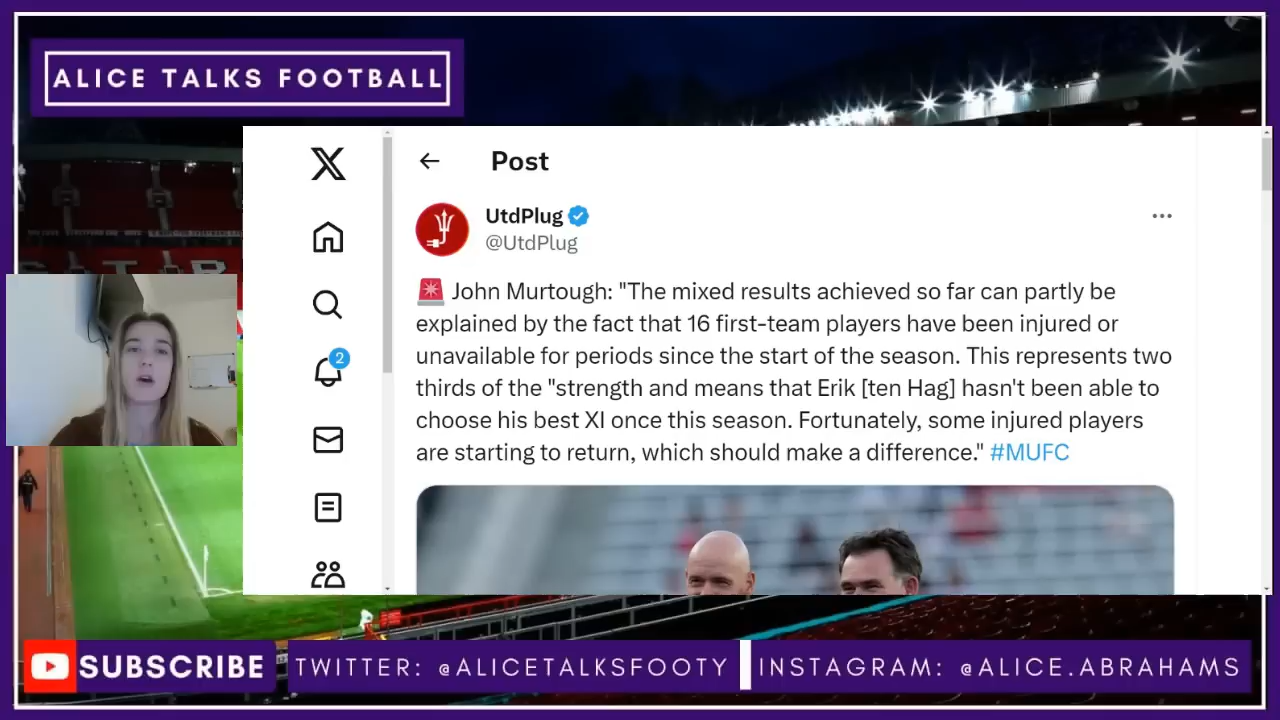 ALICE TALKS FOOTBALL
Post
UtdPlug
@UtdPlug
John Murtough: "The mixed results achieved so far can partly be
explained by the fact that 16 first-team players have been injured or
unavailable for periods since the start of the season. This represents two
thirds of the "strength and means that Erik [ten Hag] hasn't been able to
choose his best XI once this season. Fortunately, some injured players
are starting to return, which should make a difference." #MUFC
2
SUBSCRIBE
TWITTER: @ALICETALKSFOOTY
INSTAGRAM: @ALICE.ABRAHAMS